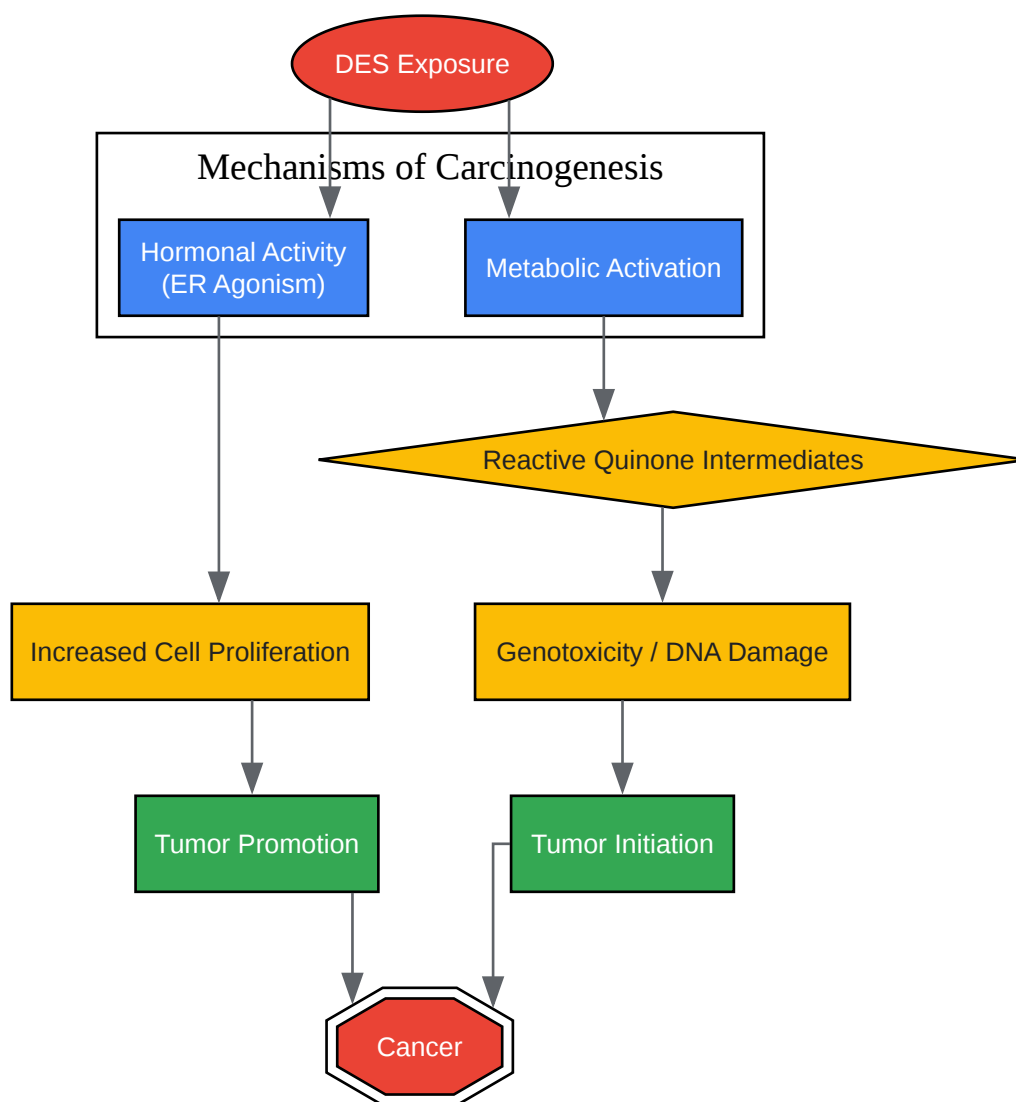 DES Exposure
Mechanisms of Carcinogenesis
Hormonal Activity
(ER Agonism)
Metabolic Activation
Reactive Quinone Intermediates
Increased Cell Proliferation
Genotoxicity / DNA Damage
Tumor Promotion
Tumor Initiation
Cancer